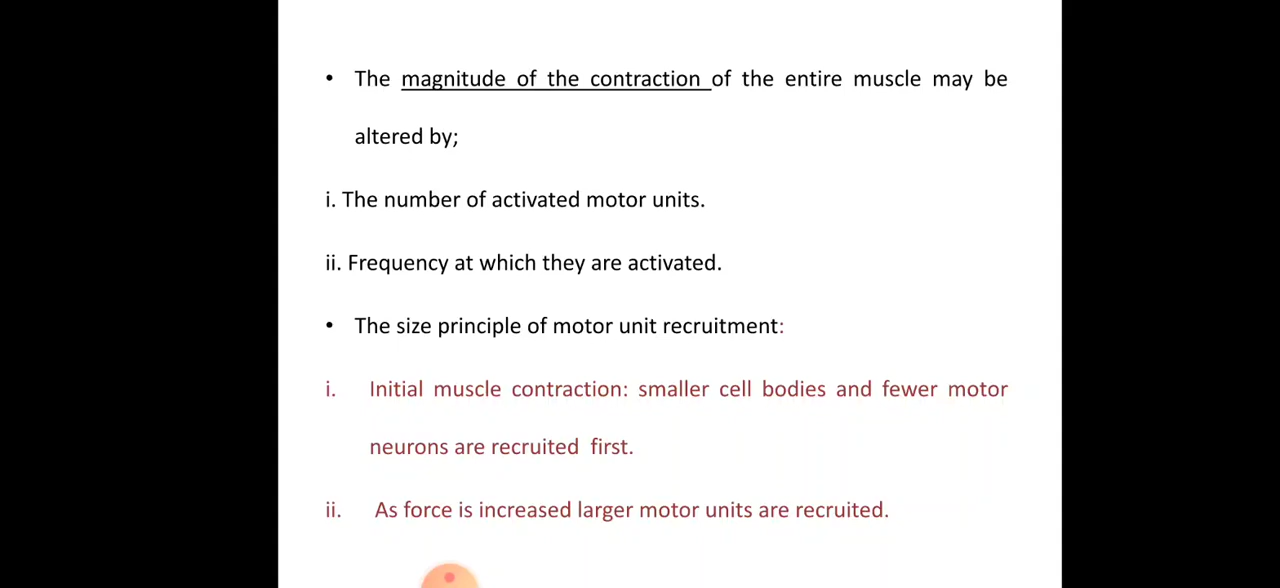 • The magnitude of the contraction of the entire muscle may be
altered by;
i. The number of activated motor units.
ii. Frequency at which they are activated.
• The size principle of motor unit recruitment:
i. Initial muscle contraction: smaller cell bodies and fewer motor
neurons are recruited first.
ii. As force is increased larger motor units are recruited.